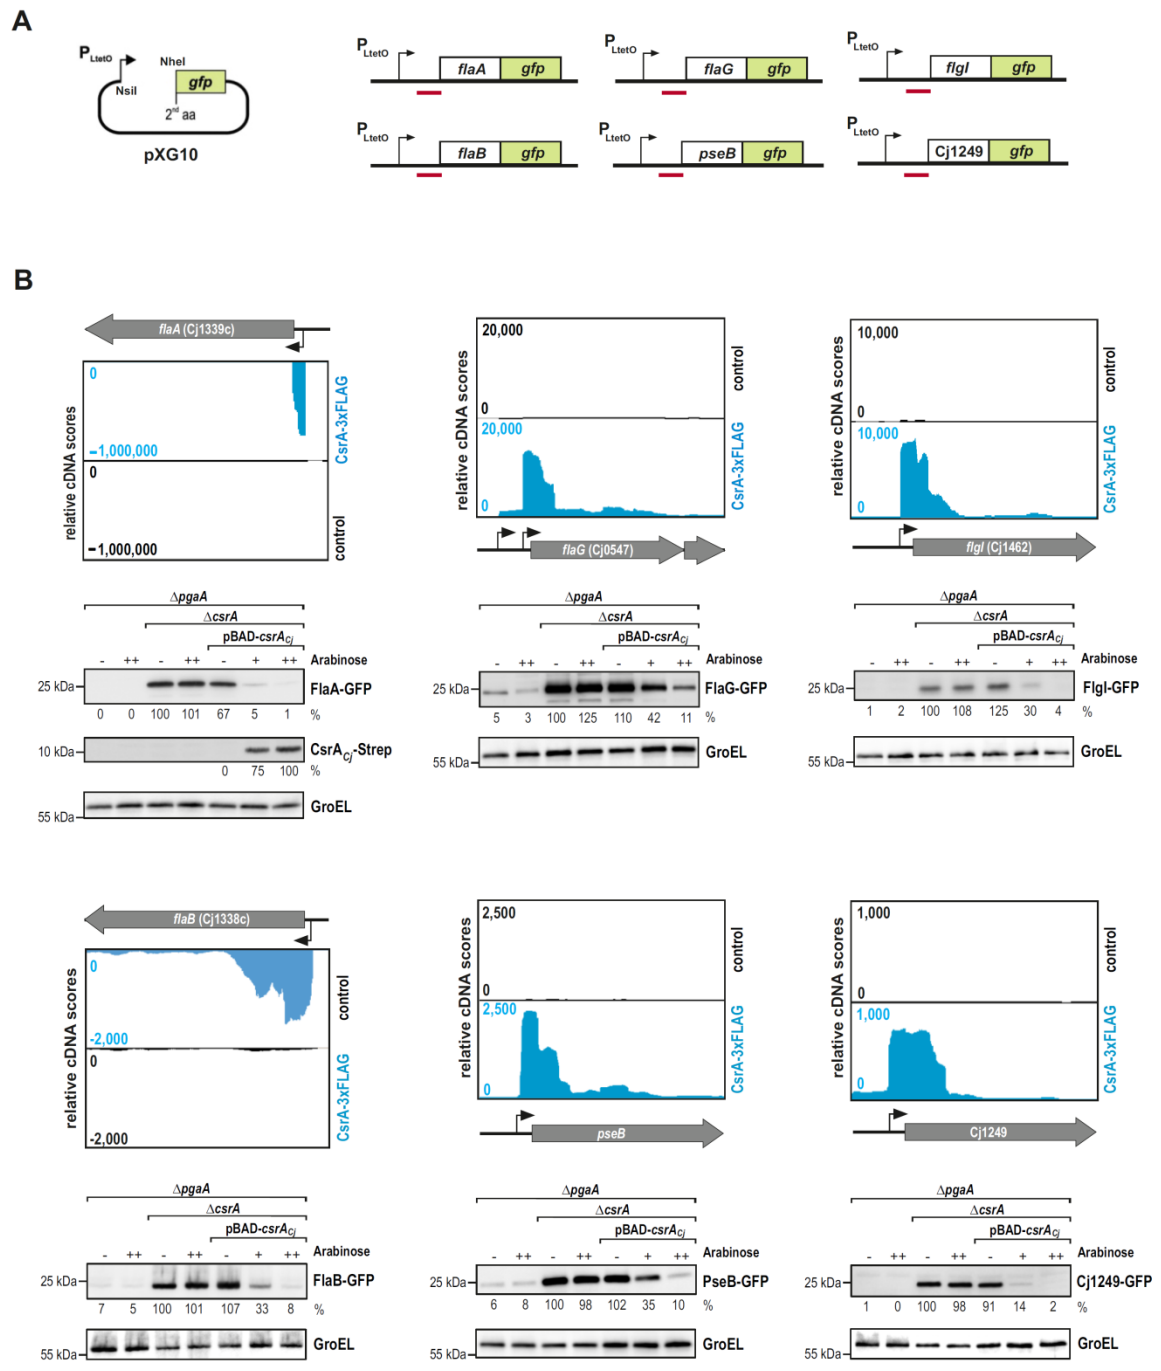 A
P LtetO
NheI
NsiI
gfp
2nd aa
pXG10
P LtetO
flaA gfp
P LtetO
flaG gfp
P LtetO
flgI gfp
P LtetO
flaB gfp
P LtetO
pseB gfp
P LtetO
Cj1249 gfp
B
flaA (Cj1339c)
relative cDNA scores
0
−1,000,000
CsrA-3xFLAG
0
−1,000,000
control
ΔpgaA
ΔcsrA
pBAD-csrACj
- ++ - ++ - + ++ Arabinose
25 kDa FlaA-GFP
0 0 100 101 67 5 1 %
10 kDa CsrACj-Strep
0 75 100 %
55 kDa GroEL
relative cDNA scores
20,000
0
control
20,000
0
CsrA-3xFLAG
flaG (Cj0547)
ΔpgaA
ΔcsrA
pBAD-csrACj
- ++ - ++ - + ++ Arabinose
25 kDa FlaG-GFP
5 3 100 125 110 42 11 %
55 kDa GroEL
relative cDNA scores
10,000
0
control
10,000
0
CsrA-3xFLAG
flgI (Cj1462)
ΔpgaA
ΔcsrA
pBAD-csrACj
- ++ - ++ - + ++ Arabinose
25 kDa FlgI-GFP
1 2 100 108 125 30 4 %
55 kDa GroEL
flaB (Cj1338c)
relative cDNA scores
0
-2,000
control
0
-2,000
CsrA-3xFLAG
ΔpgaA
ΔcsrA
pBAD-csrACj
- ++ - ++ - + ++ Arabinose
25 kDa FlaB-GFP
7 5 100 101 107 33 8 %
55 kDa GroEL
relative cDNA scores
2,500
0
control
2,500
0
CsrA-3xFLAG
pseB
ΔpgaA
ΔcsrA
pBAD-csrACj
- ++ - ++ - + ++ Arabinose
25 kDa PseB-GFP
6 8 100 98 102 35 10 %
55 kDa GroEL
relative cDNA scores
1,000
0
control
1,000
0
CsrA-3xFLAG
Cj1249
ΔpgaA
ΔcsrA
pBAD-csrACj
- ++ - ++ - + ++ Arabinose
25 kDa Cj1249-GFP
1 0 100 98 91 14 2 %
55 kDa GroEL